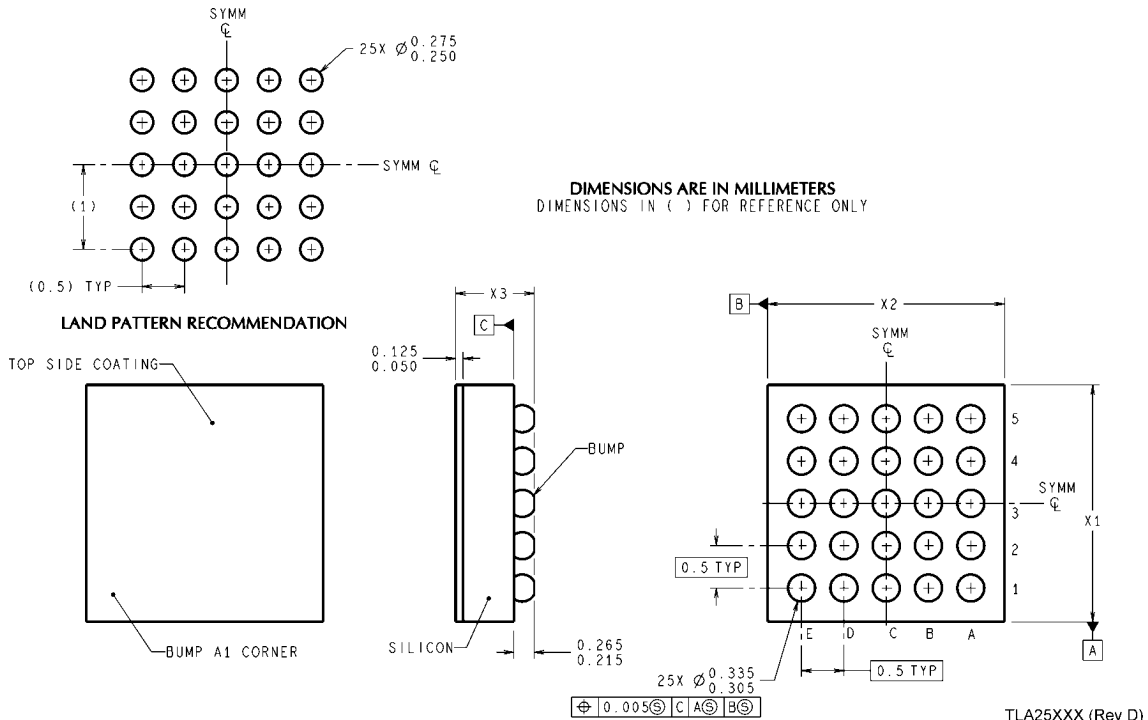 SYMM
℄
25X Ø 0.275
0.250
SYMM ℄
(1)
(0.5) TYP
LAND PATTERN RECOMMENDATION
DIMENSIONS ARE IN MILLIMETERS
DIMENSIONS IN ( ) FOR REFERENCE ONLY
TOP SIDE COATING
BUMP A1 CORNER
X3
C
0.125
0.050
BUMP
SILICON
0.265
0.215
B
X2
SYMM
℄
5
4
3
2
1
SYMM
℄
X1
0.5 TYP
E D C B A
A
0.5 TYP
25X Ø 0.335
0.305
⌖ 0.005Ⓢ C AⓈ BⓈ
TLA25XXX (Rev D)